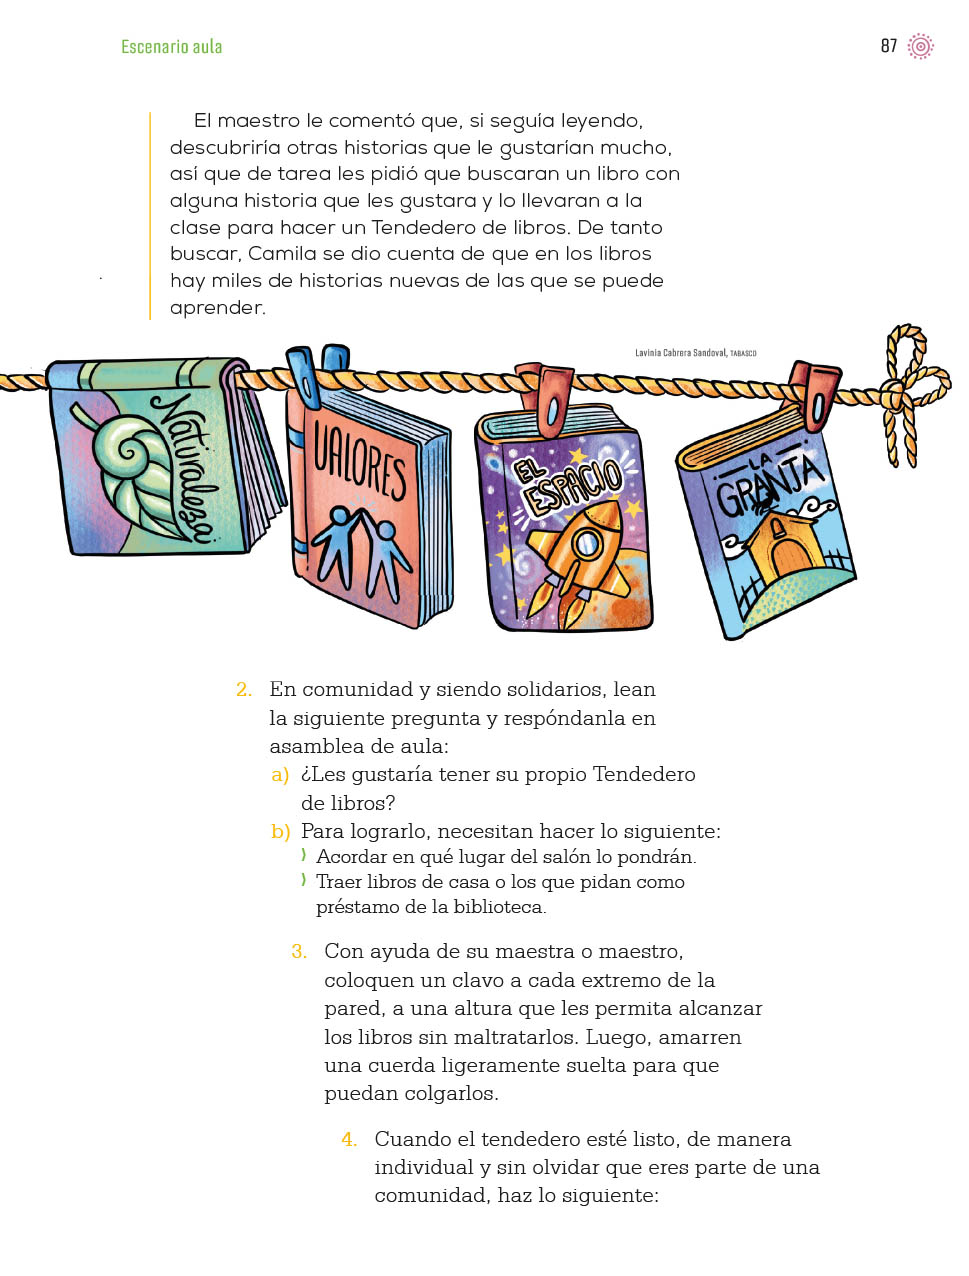 Escenario aula
87
El maestro le comentó que, si seguía leyendo,
descubriría otras historias que le gustarían mucho,
así que de tarea les pidió que buscaran un libro con
alguna historia que les gustara y lo llevaran a la
clase para hacer un Tendedero de libros. De tanto
buscar, Camila se dio cuenta de que en los libros
hay miles de historias nuevas de las que se puede
aprender.
Lavinia Cabrera Sandoval, TABASCO
Naturaleza
VALORES
EL
ESPACIO
LA
GRANJA
2. En comunidad y siendo solidarios, lean
la siguiente pregunta y respóndanla en
asamblea de aula:
a) ¿Les gustaría tener su propio Tendedero
de libros?
b) Para lograrlo, necesitan hacer lo siguiente:
⟩ Acordar en qué lugar del salón lo pondrán.
⟩ Traer libros de casa o los que pidan como
préstamo de la biblioteca.
3. Con ayuda de su maestra o maestro,
coloquen un clavo a cada extremo de la
pared, a una altura que les permita alcanzar
los libros sin maltratarlos. Luego, amarren
una cuerda ligeramente suelta para que
puedan colgarlos.
4. Cuando el tendedero esté listo, de manera
individual y sin olvidar que eres parte de una
comunidad, haz lo siguiente: